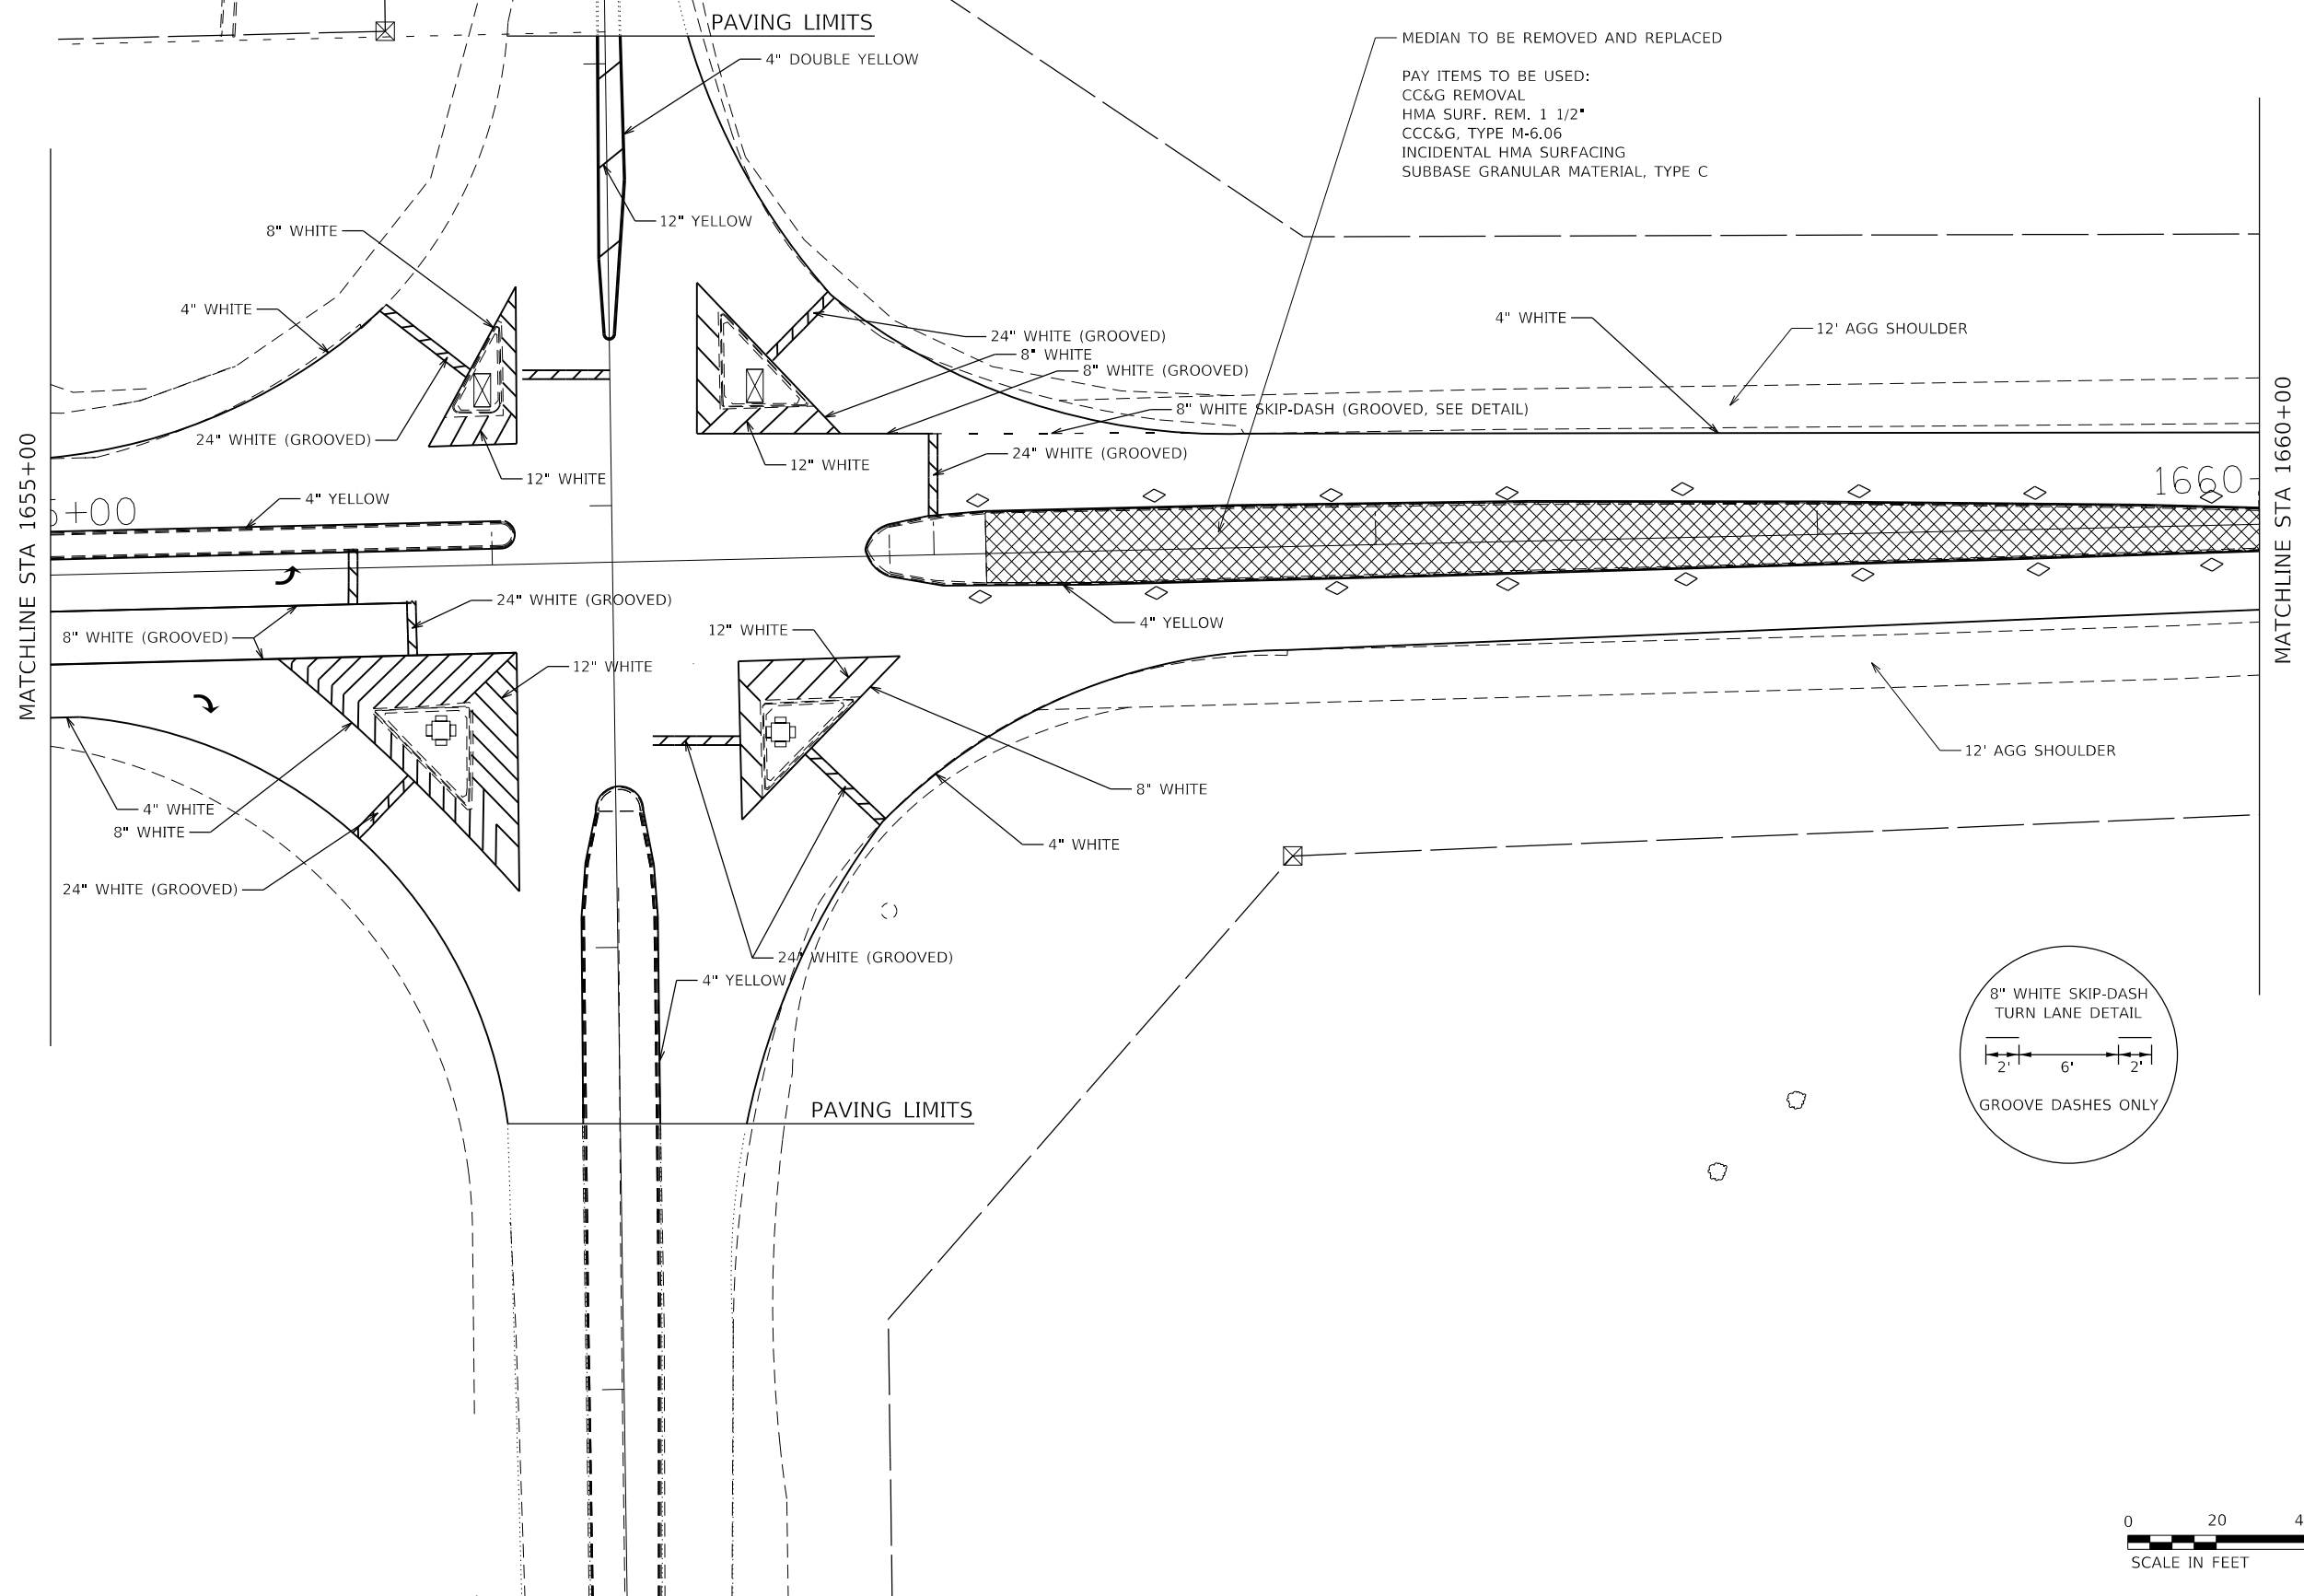 PAVING LIMITS
4" DOUBLE YELLOW
MEDIAN TO BE REMOVED AND REPLACED
PAY ITEMS TO BE USED:
CC&G REMOVAL
HMA SURF. REM. 1 1/2"
CCC&G, TYPE M-6.06
INCIDENTAL HMA SURFACING
SUBBASE GRANULAR MATERIAL, TYPE C
12" YELLOW
8" WHITE
4" WHITE
24" WHITE (GROOVED)
8" WHITE
8" WHITE (GROOVED)
4" WHITE
12' AGG SHOULDER
8" WHITE SKIP-DASH (GROOVED, SEE DETAIL)
24" WHITE (GROOVED)
24" WHITE (GROOVED)
12" WHITE
12" WHITE
MATCHLINE STA 1655+00
MATCHLINE STA 1660+00
4" YELLOW
+00
1660
24" WHITE (GROOVED)
8" WHITE (GROOVED)
12" WHITE
4" YELLOW
12" WHITE
12' AGG SHOULDER
4" WHITE
8" WHITE
8" WHITE
4" WHITE
24" WHITE (GROOVED)
24" WHITE (GROOVED)
4" YELLOW
8" WHITE SKIP-DASH
TURN LANE DETAIL
2' 6' 2'
GROOVE DASHES ONLY
PAVING LIMITS
0 20 4
SCALE IN FEET